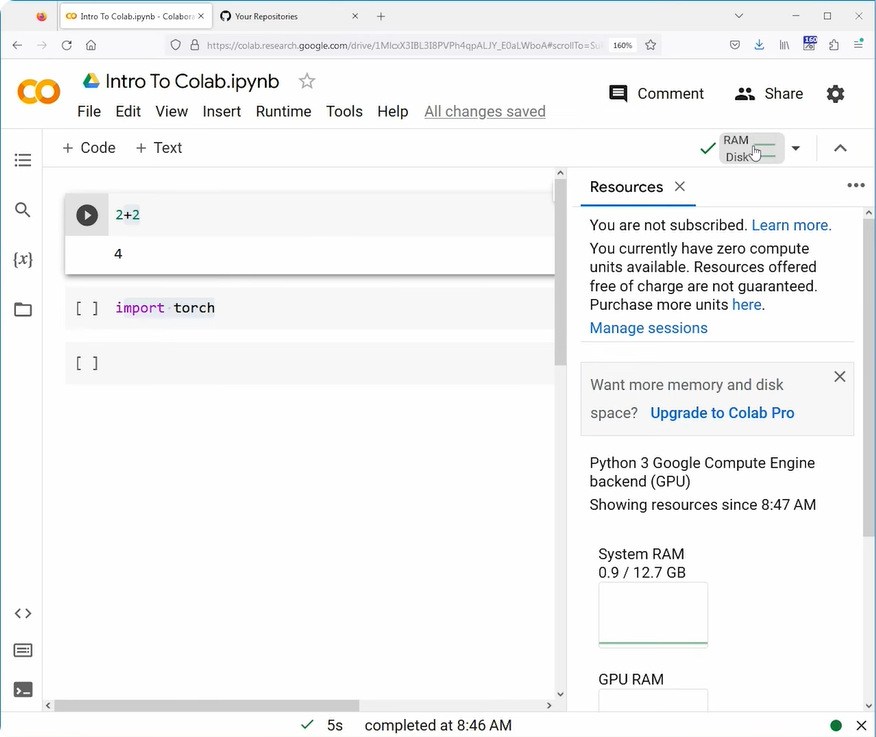 Intro To Colab.ipynb - Colabora
Your Repositories
https://colab.research.google.com/drive/1MlcxX3IBL3I8PVPh4qpALJY_E0aLWboA#scrollTo=Su
160%
160
Intro To Colab.ipynb
File Edit View Insert Runtime Tools Help All changes saved
Comment
Share
+ Code + Text
RAM
Disk
2+2
4
[ ] import torch
[ ]
{x}
Resources
You are not subscribed. Learn more.
You currently have zero compute
units available. Resources offered
free of charge are not guaranteed.
Purchase more units here.
Manage sessions
Want more memory and disk
space? Upgrade to Colab Pro
Python 3 Google Compute Engine
backend (GPU)
Showing resources since 8:47 AM
System RAM
0.9 / 12.7 GB
GPU RAM
5s completed at 8:46 AM